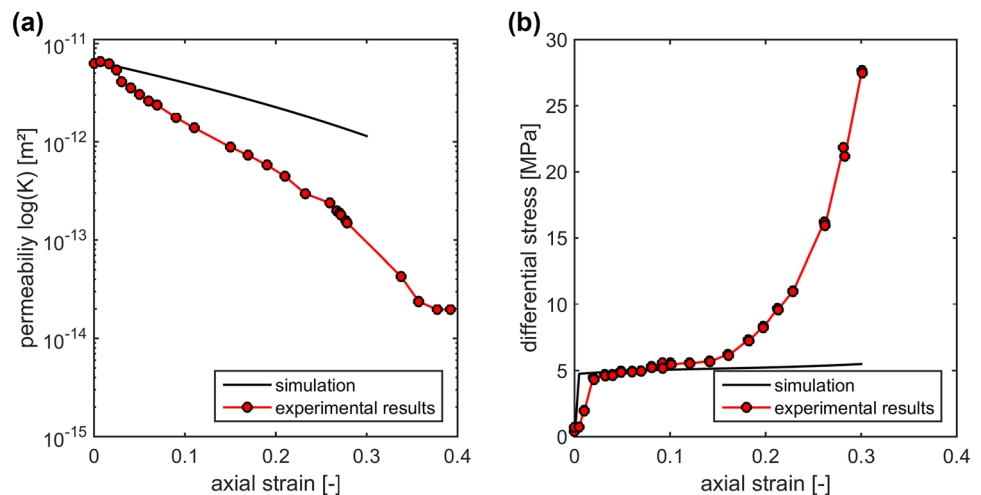 (a)
10⁻¹¹
10⁻¹²
10⁻¹³
10⁻¹⁴
10⁻¹⁵
permeabiliy log(K) [m²]
simulation
experimental results
0 0.1 0.2 0.3 0.4
axial strain [-]
(b)
30
25
20
15
10
5
0
differential stress [MPa]
simulation
experimental results
0 0.1 0.2 0.3 0.4
axial strain [-]